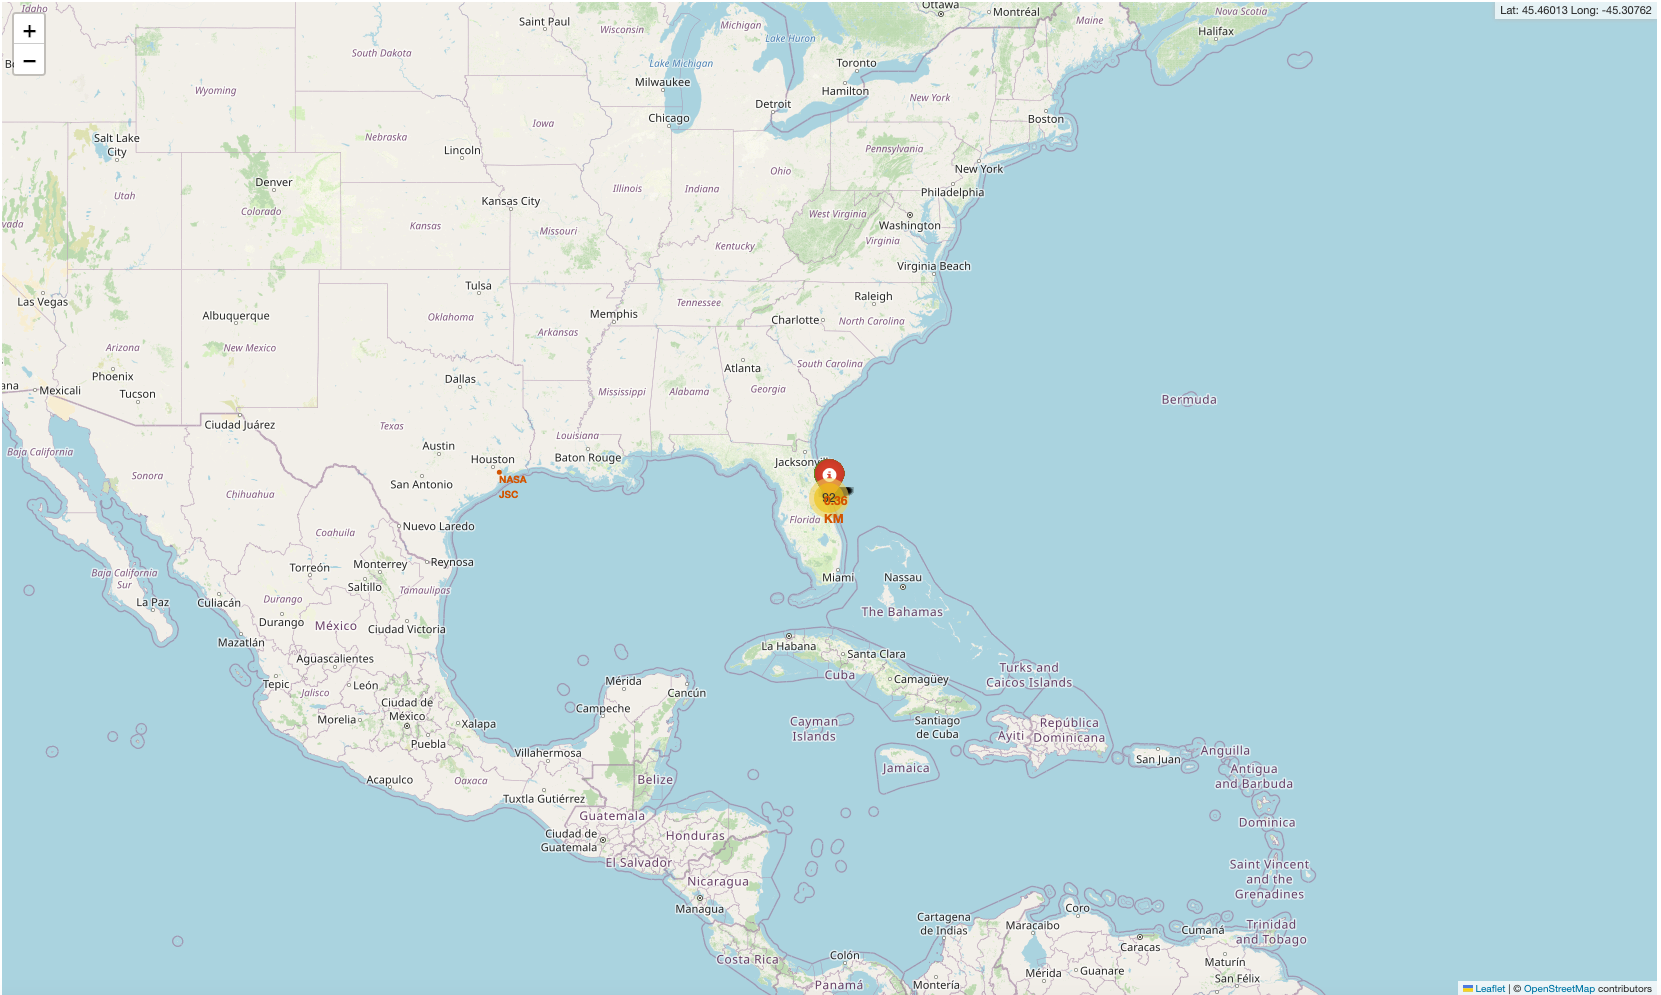 Idaho
Ottawa
Montréal
Maine
Nova Scotia
Lat: 45.46013 Long: -45.30762
+
Saint Paul
Wisconsin
Michigan
Halifax
−
South Dakota
Lake Huron
Lake Michigan
Toronto
Milwaukee
Wyoming
Hamilton
New York
Detroit
Chicago
Boston
Iowa
Salt Lake
City
Nebraska
Lincoln
Pennsylvania
New York
Ohio
Denver
Utah
Illinois
Indiana
Philadelphia
Kansas City
Colorado
West Virginia
Kansas
Washington
Missouri
Virginia
Kentucky
Virginia Beach
Tulsa
Raleigh
Las Vegas
Tennessee
Albuquerque
Memphis
Oklahoma
Charlotte
North Carolina
Arkansas
Arizona
New Mexico
South Carolina
Atlanta
Phoenix
Dallas
Mexicali
Tucson
Mississippi
Alabama
Georgia
Bermuda
Ciudad Juárez
Texas
Louisiana
Austin
Baja California
Houston
Baton Rouge
Jacksonville
Sonora
NASA
JSC
San Antonio
Chihuahua
92
0.36
KM
Florida
Nuevo Laredo
Coahuila
Reynosa
Monterrey
Torreón
Baja California
Sur
Saltillo
Miami
Nassau
Tamaulipas
La Paz
Culiacán
Durango
The Bahamas
Durango
México
Ciudad Victoria
Mazatlán
La Habana
Santa Clara
Aguascalientes
Turks and
Caicos Islands
Cuba
Camagüey
Tepic
León
Mérida
Jalisco
Cancún
Ciudad de
México
Campeche
Morelia
Xalapa
Cayman
Islands
Santiago
de Cuba
República
Dominicana
Ayiti
Puebla
Villahermosa
Anguilla
San Juan
Jamaica
Antigua
and Barbuda
Acapulco
Oaxaca
Belize
Tuxtla Gutiérrez
Guatemala
Dominica
Ciudad de
Guatemala
Honduras
El Salvador
Saint Vincent
and the
Grenadines
Nicaragua
Managua
Coro
Cartagena
de Indias
Maracaibo
Cumaná
Trinidad
and Tobago
Caracas
Costa Rica
Colón
Maturín
Mérida
Guanare
San Félix
Panamá
Montería
Leaflet | © OpenStreetMap contributors